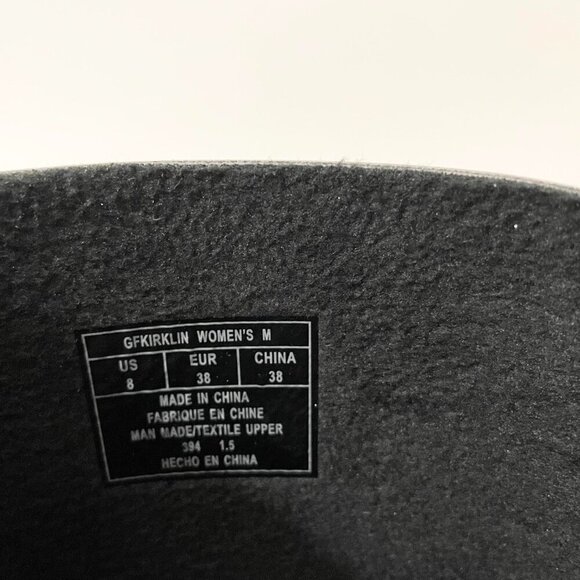 GFKIRKLIN WOMEN'S M
US EUR CHINA
8 38 38
MADE IN CHINA
FABRIQUE EN CHINE
MAN MADE/TEXTILE UPPER
394 1.5
HECHO EN CHINA